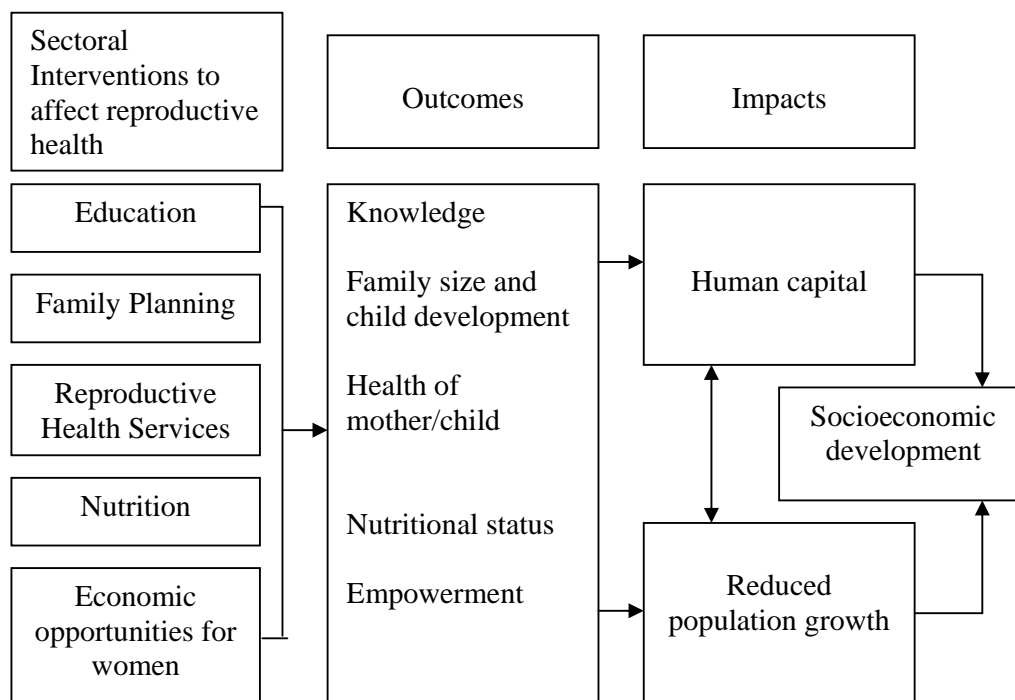 Sectoral
Interventions to
affect reproductive
health
Outcomes
Impacts
Education
Family Planning
Reproductive
Health Services
Nutrition
Economic
opportunities for
women
Knowledge
Family size and
child development
Health of
mother/child
Nutritional status
Empowerment
Human capital
Reduced
population growth
Socioeconomic
development